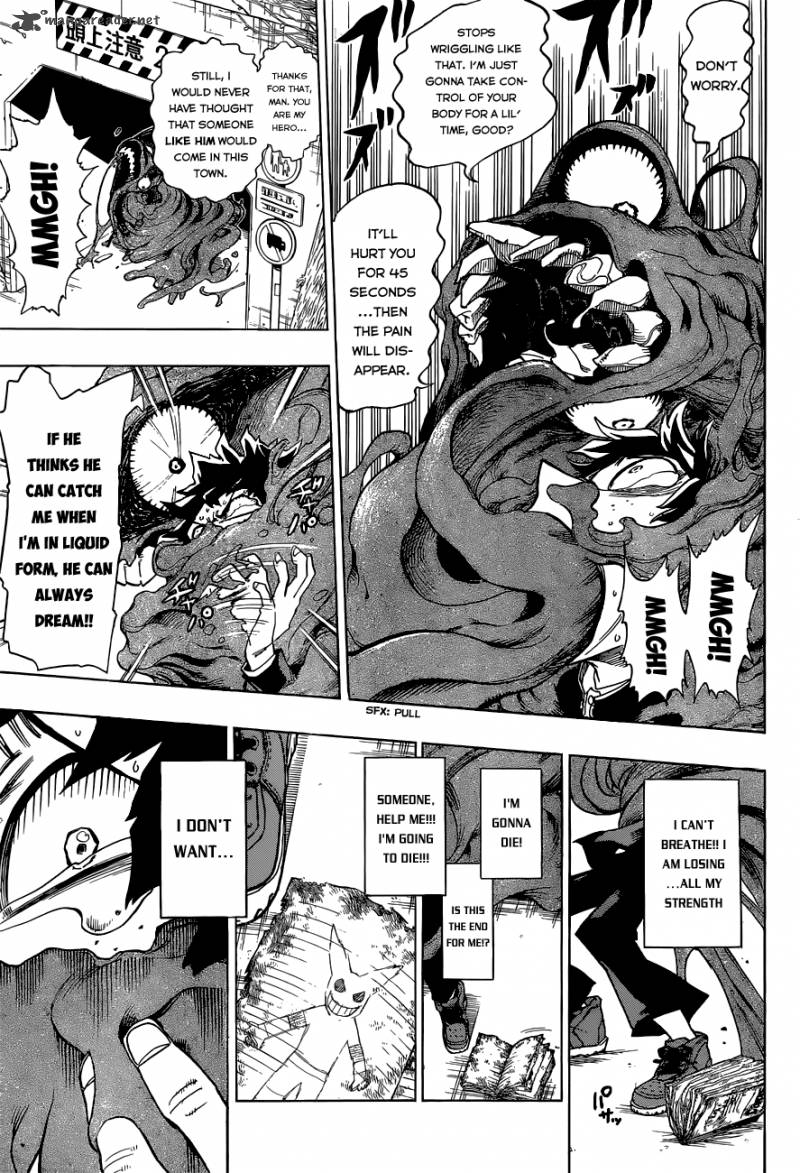 mangareader.net
DON'T
WORRY.
STOPS
WRIGGLING
LIKE THAT. I'M JUST
GONNA TAKE CON-
TROL OF YOUR
BODY FOR A LIL'
TIME, GOOD?
IT'LL
HURT YOU
FOR 45
SECONDS
...THEN
THE PAIN
WILL DIS-
APPEAR.
MMGH!
MMGH!
頭上注意 2
THANKS
FOR THAT,
MAN. YOU
ARE MY
HERO...
STILL, I
WOULD NEVER
HAVE THOUGHT
THAT SOMEONE
LIKE HIM WOULD
COME IN THIS
TOWN.
MMGH!
IF HE
THINKS HE
CAN CATCH
ME WHEN
I'M IN LIQUID
FORM, HE CAN
ALWAYS
DREAM!!
SFX: PULL
I CAN'T
BREATHE!! I
AM LOSING
...ALL MY
STRENGTH
I'M
GONNA
DIE!
IS THIS
THE END
FOR ME!?
SOMEONE,
HELP ME!!!
I'M GOING
TO DIE!!!
I DON'T
WANT...